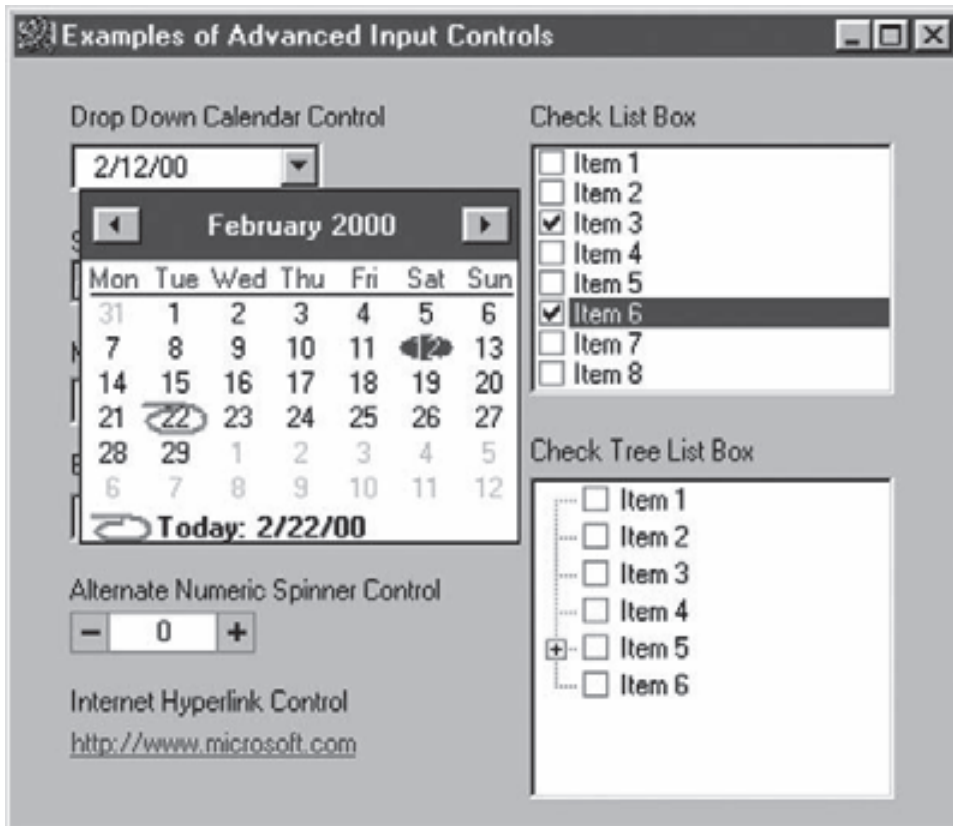 Examples of Advanced Input Controls
Drop Down Calendar Control
2/12/00
February 2000
Mon Tue Wed Thu Fri Sat Sun
31 1 2 3 4 5 6
7 8 9 10 11 12 13
14 15 16 17 18 19 20
21 22 23 24 25 26 27
28 29 1 2 3 4 5
6 7 8 9 10 11 12
Today: 2/22/00
Alternate Numeric Spinner Control
0
Internet Hyperlink Control
http://www.microsoft.com
Check List Box
Item 1
Item 2
Item 3
Item 4
Item 5
Item 6
Item 7
Item 8
Check Tree List Box
Item 1
Item 2
Item 3
Item 4
Item 5
Item 6